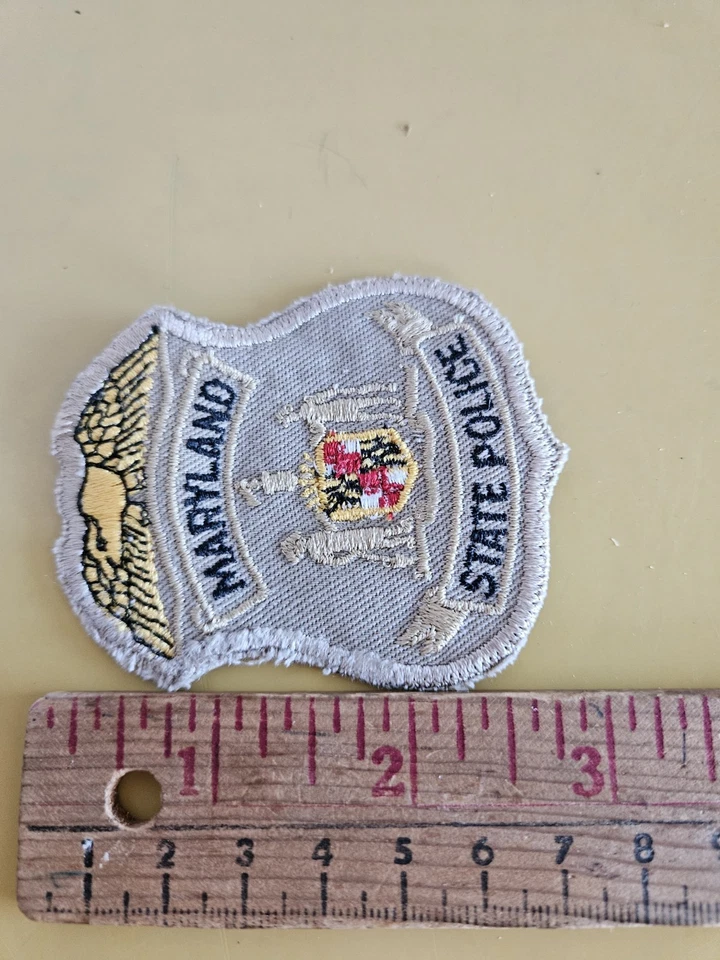 MARYLAND
STATE POLICE
1 2 3
1 2 3 4 5 6 7 8